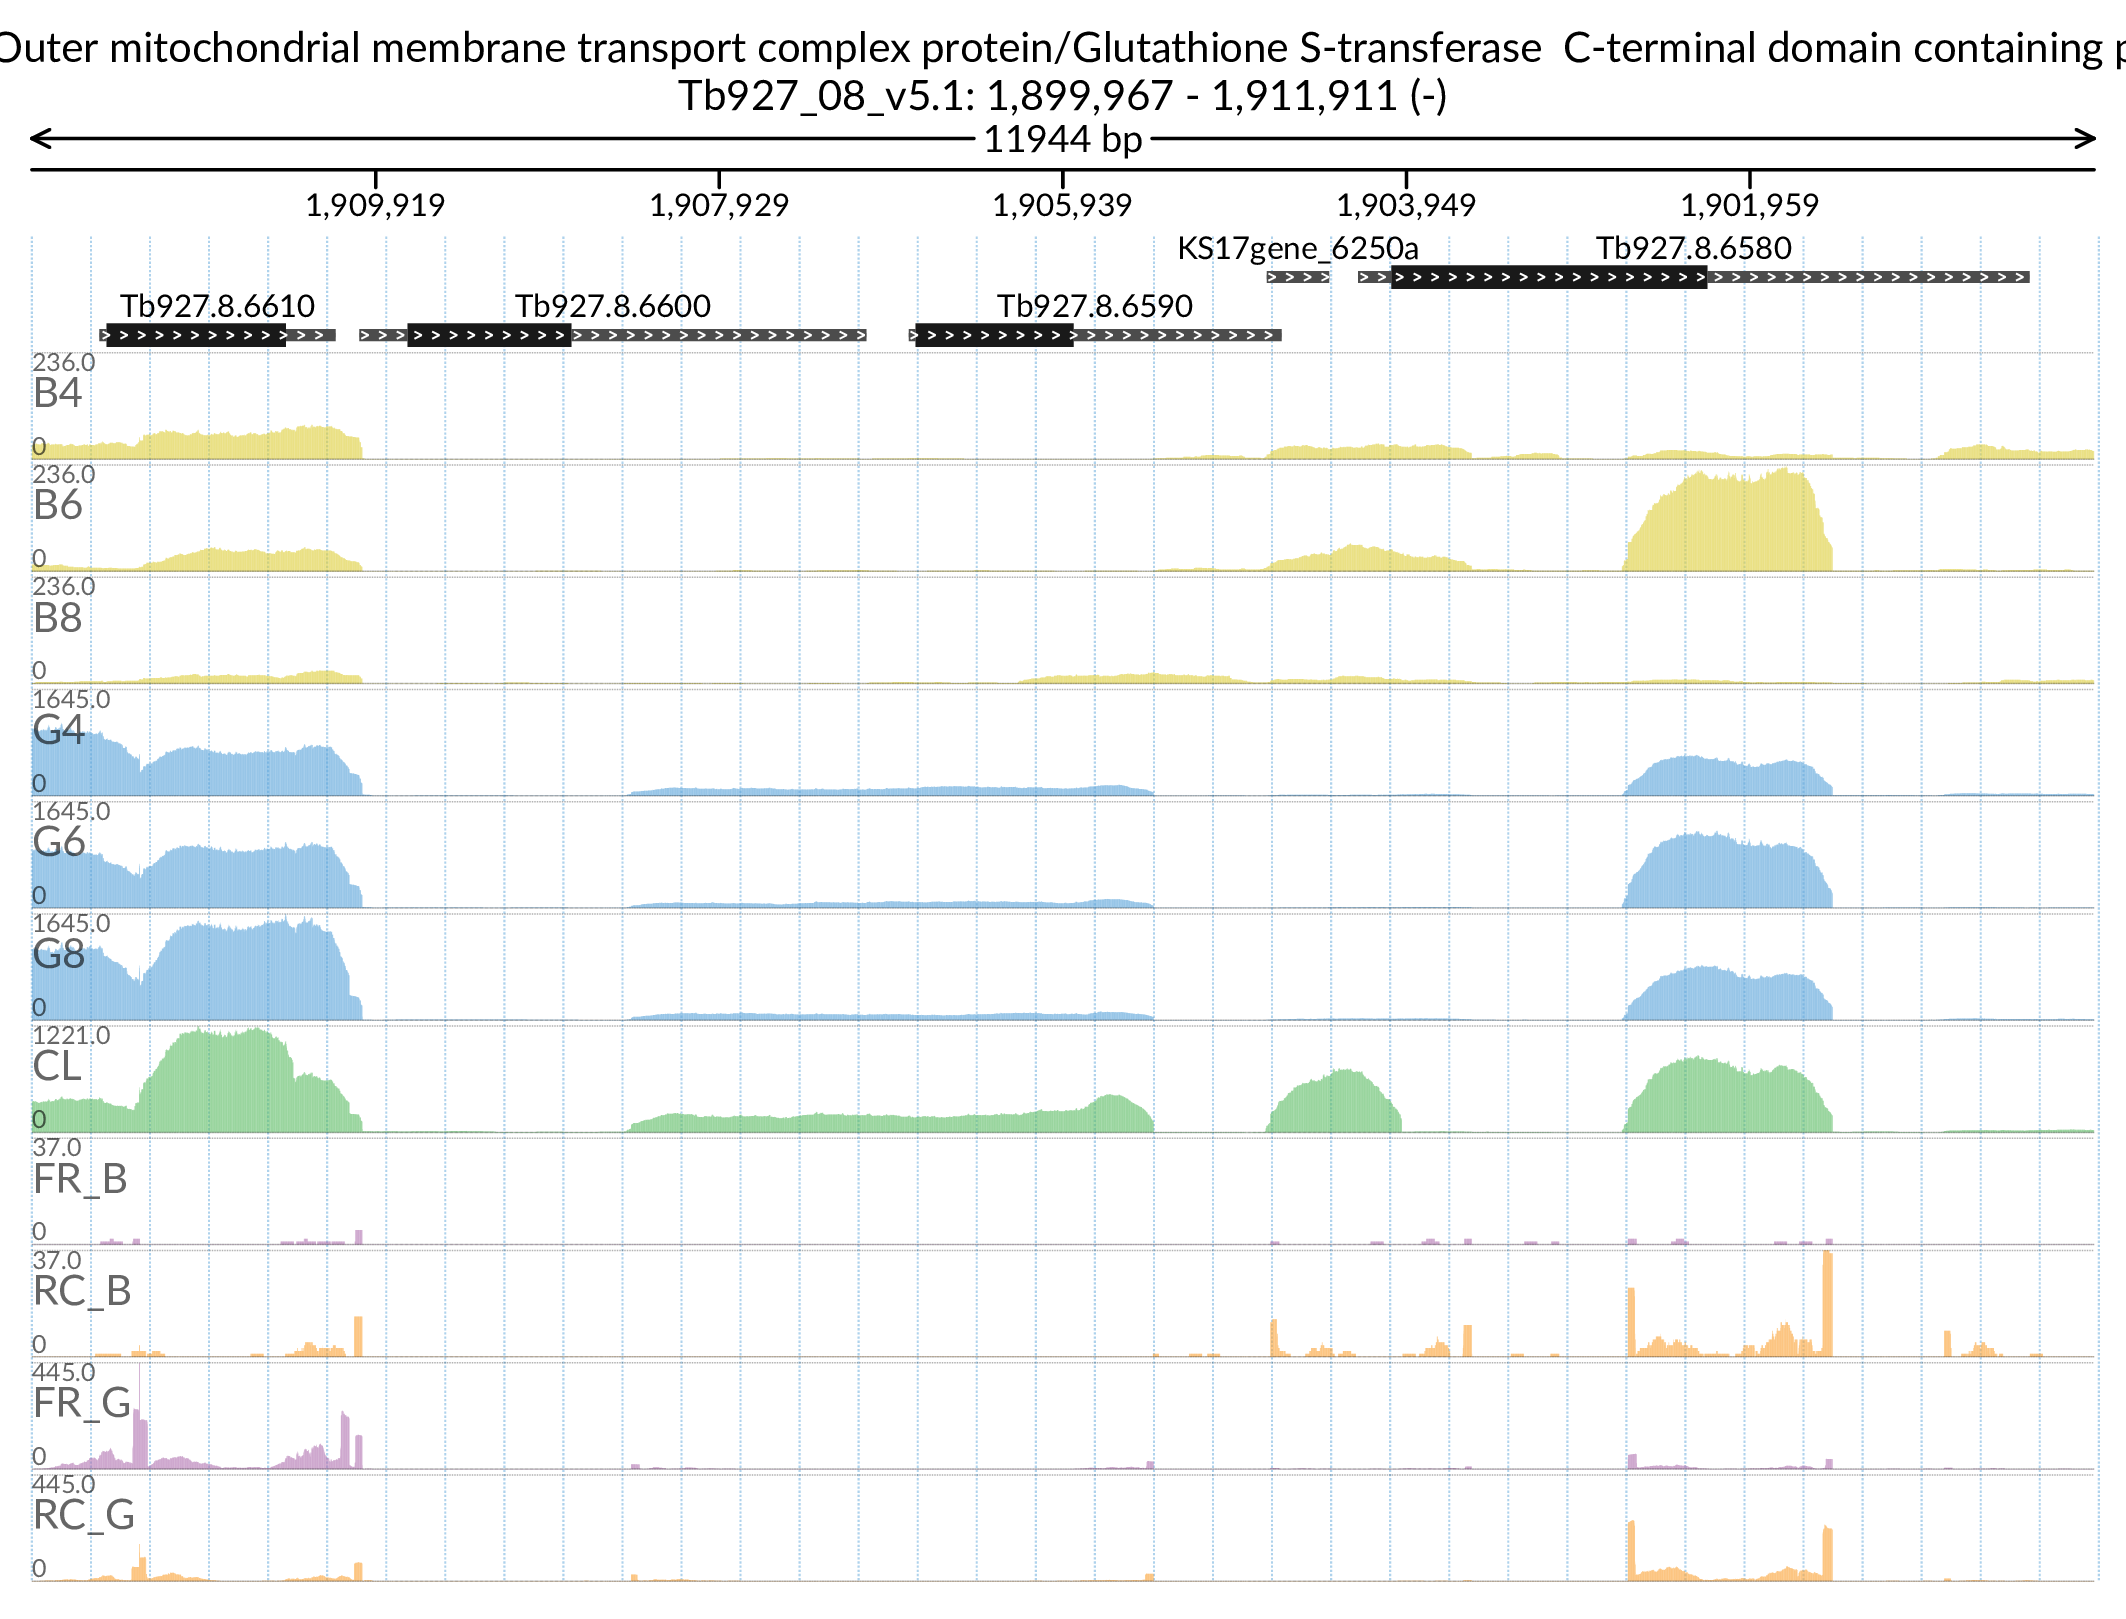 Outer mitochondrial membrane transport complex protein/Glutathione S-transferase C-terminal domain containing
Tb927_08_v5.1: 1,899,967 - 1,911,911 (-)
11944 bp
1,909,919 1,907,929 1,905,939 1,903,949 1,901,959
KS17gene_6250a Tb927.8.6580
Tb927.8.6610 Tb927.8.6600 Tb927.8.6590
236.0
B4
0
236.0
B6
0
236.0
B8
0
1645.0
G4
0
1645.0
G6
0
1645.0
G8
0
1221.0
CL
0
37.0
FR_B
0
37.0
RC_B
0
445.0
FR_G
0
445.0
RC_G
0